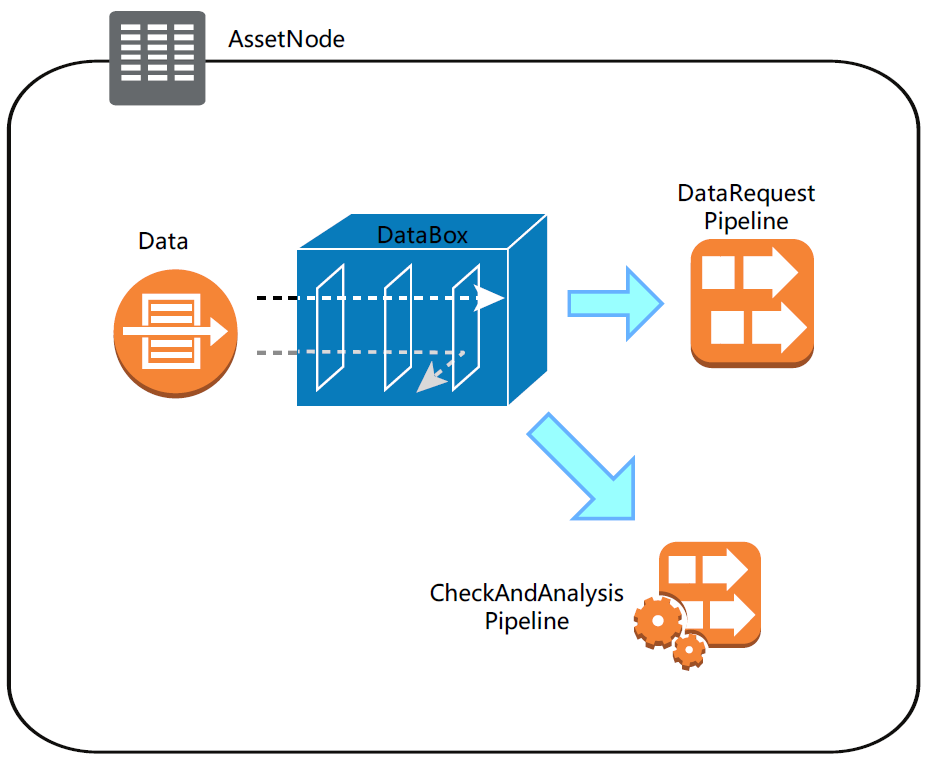 AssetNode
DataRequest
Pipeline
Data
DataBox
CheckAndAnalysis
Pipeline